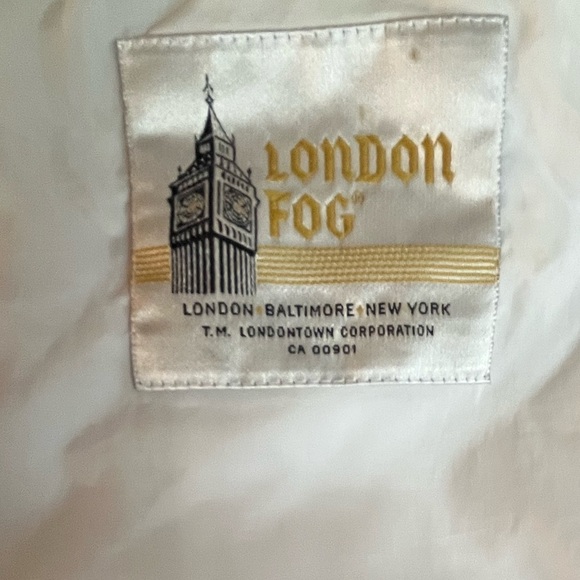 LONDON
FOG®
LONDON♦BALTIMORE♦NEW YORK
T.M. LONDONTOWN CORPORATION
CA 00901